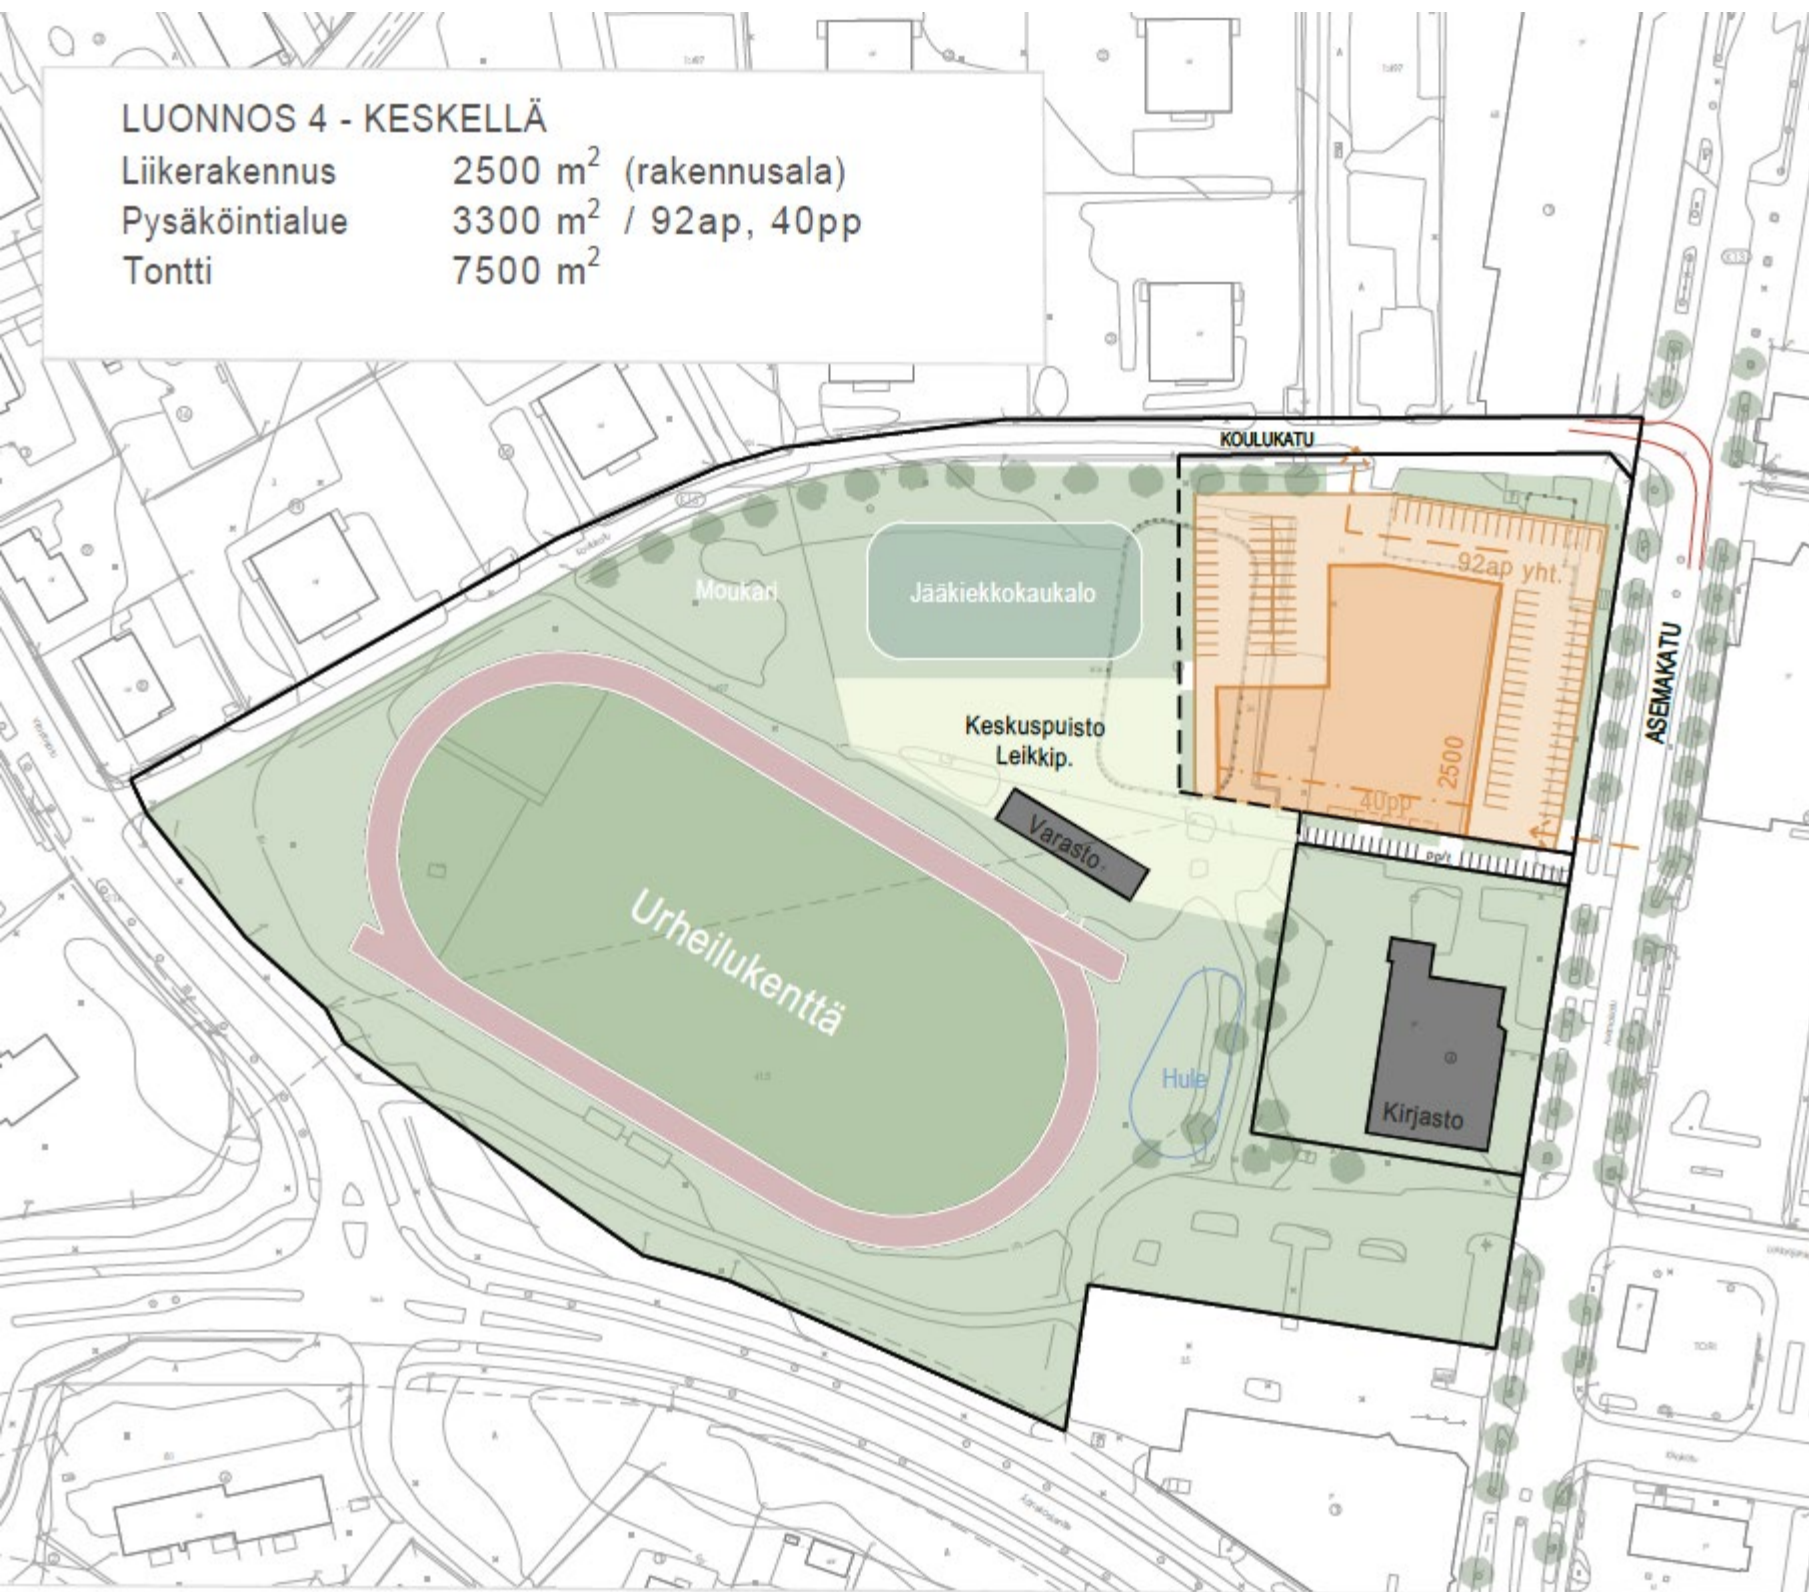 LUONNOS 4 - KESKELLÄ
Liikerakennus 2500 m² (rakennusala)
Pysäköintialue 3300 m² / 92ap, 40pp
Tontti 7500 m²
KOULUKATU
92ap yht.
Moukari
Jääkiekkokaukalo
ASEMAKATU
Keskuspuisto
Leikkip.
2500
40pp
Varasto
pp/t
Urheilukenttä
Hule
Kirjasto
TORI